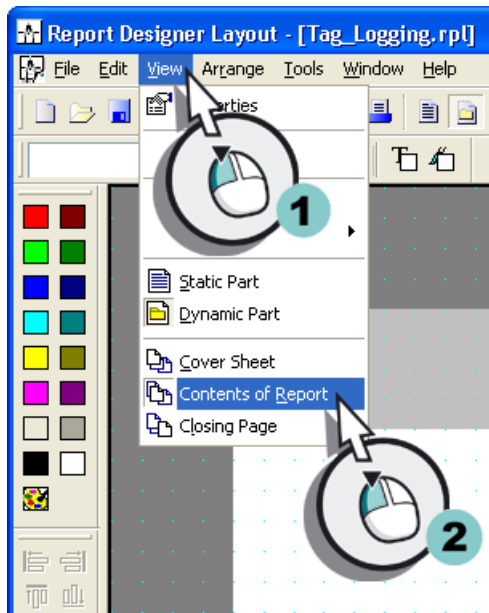 Report Designer Layout - [Tag_Logging.rpl]
File Edit View Arrange Tools Window Help
1
Static Part
Dynamic Part
Cover Sheet
Contents of Report
Closing Page
2